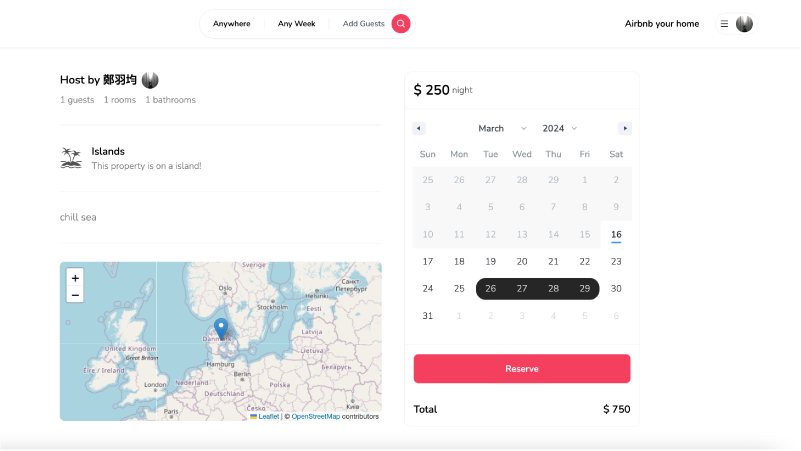 Anywhere Any Week Add Guests
Airbnb your home
Host by 鄭羽均
1 guests 1 rooms 1 bathrooms
Islands
This property is on a island!
chill sea
+
−
Sverige
Oslo
Stockholm
Helsinki
Санкт-
Петербург
Eesti
Latvija
Lietuva
Danmark
United Kingdom
Great Britain
Éire / Ireland
Hamburg
Berlin
Беларусь
London
Nederland
Polska
Deutschland
Paris
Česko
Київ
Leaflet | © OpenStreetMap contributors
$ 250 night
March 2024
Sun Mon Tue Wed Thu Fri Sat
25 26 27 28 29 1 2
3 4 5 6 7 8 9
10 11 12 13 14 15 16
17 18 19 20 21 22 23
24 25 26 27 28 29 30
31 1 2 3 4 5 6
Reserve
Total $ 750